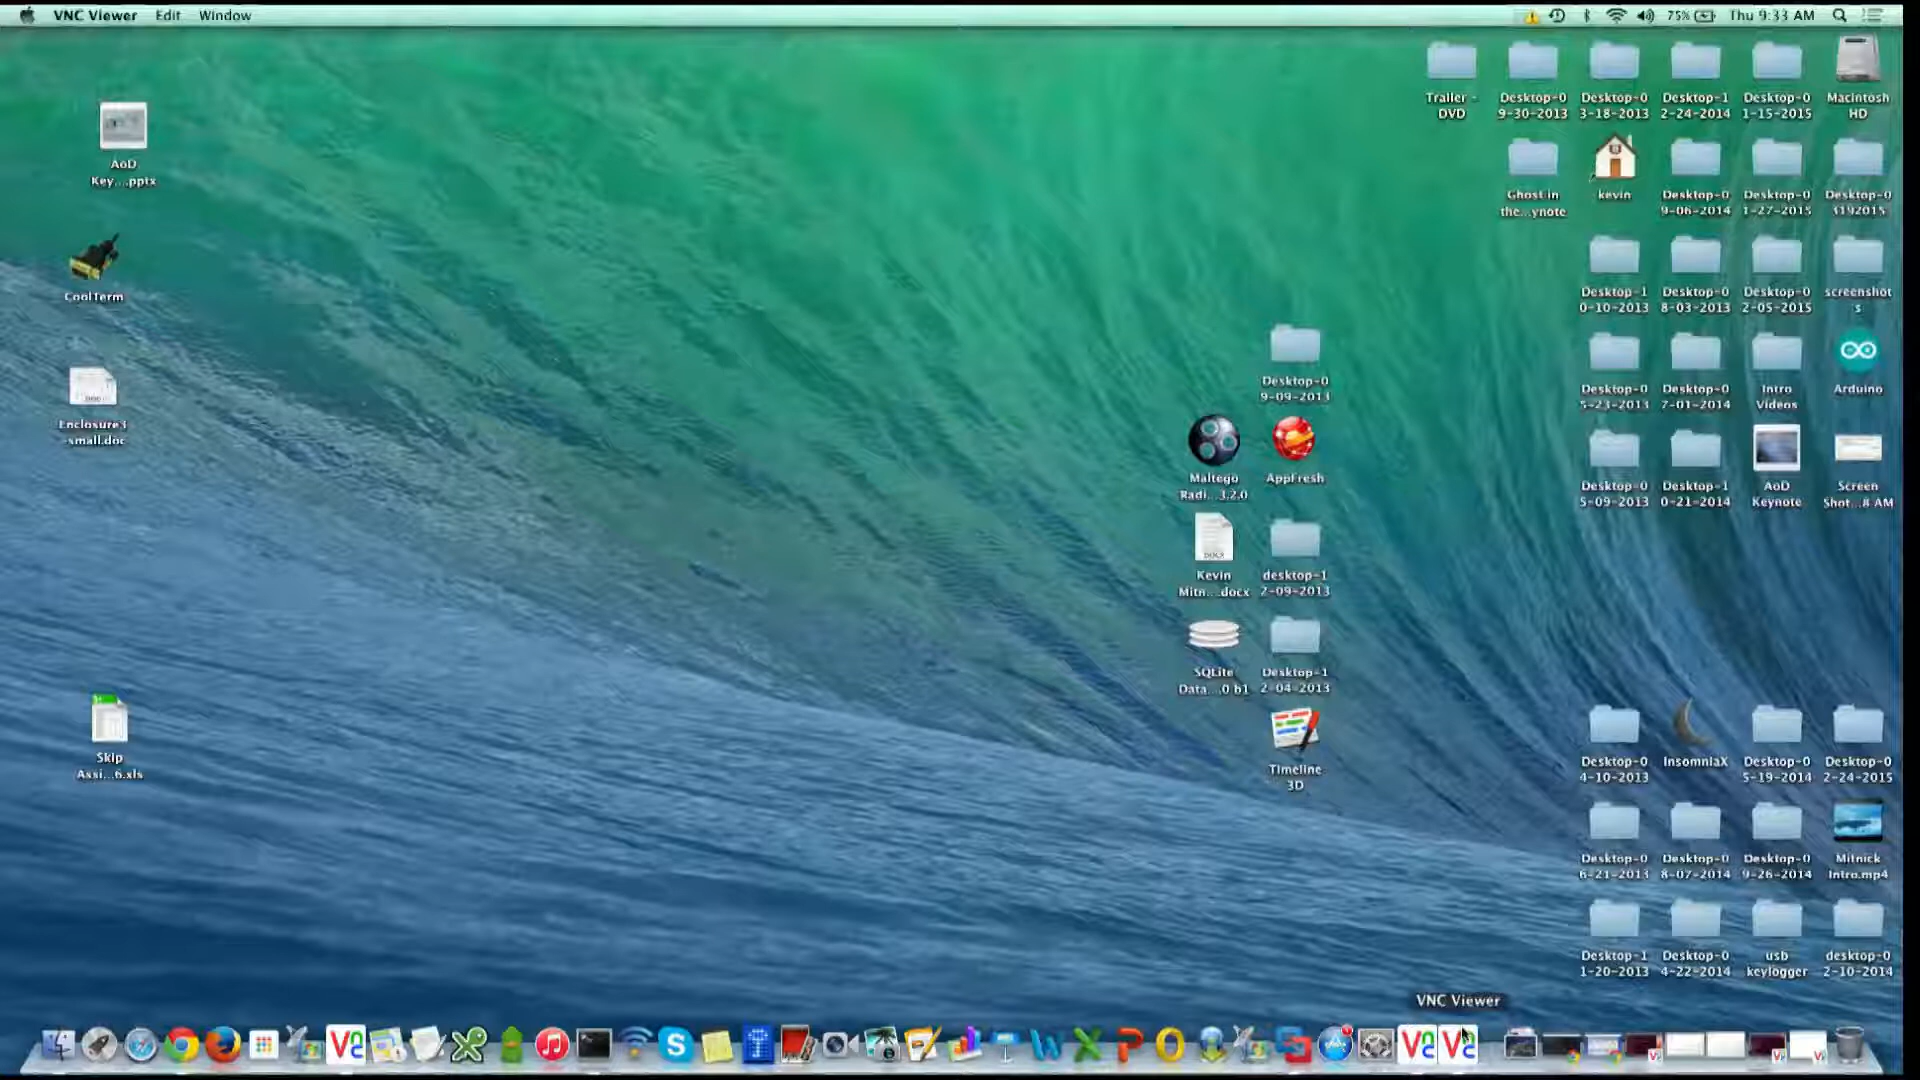 VNC Viewer Edit Window
75% Thu 9:33 AM
Trailer -
DVD
Desktop-0
9-30-2013
Desktop-0
3-18-2013
Desktop-1
2-24-2014
Desktop-0
1-15-2015
Macintosh
HD
AoD
Key....pptx
Ghost in
the...ynote
kevin
Desktop-0
9-06-2014
Desktop-0
1-27-2015
Desktop-0
3192015
CoolTerm
Desktop-1
0-10-2013
Desktop-0
8-03-2013
Desktop-0
2-05-2015
screenshot
s
Desktop-0
9-09-2013
Desktop-0
5-23-2013
Desktop-0
7-01-2014
Intro
Videos
Arduino
Enclosure3
-small.doc
Maltego
Radi...3.2.0
AppFresh
Desktop-0
5-09-2013
Desktop-1
0-21-2014
AoD
Keynote
Screen
Shot...8 AM
DOCX
Kevin
Mitn....docx
desktop-1
2-09-2013
SQLite
Data....0 b1
Desktop-1
2-04-2013
Skip
Assi...6.xls
Timeline
3D
Desktop-0
4-10-2013
InsomniaX
Desktop-0
5-19-2014
Desktop-0
2-24-2015
Desktop-0
6-21-2013
Desktop-0
8-07-2014
Desktop-0
9-26-2014
Mitnick
Intro.mp4
Desktop-1
1-20-2013
Desktop-0
4-22-2014
usb
keylogger
desktop-0
2-10-2014
VNC Viewer